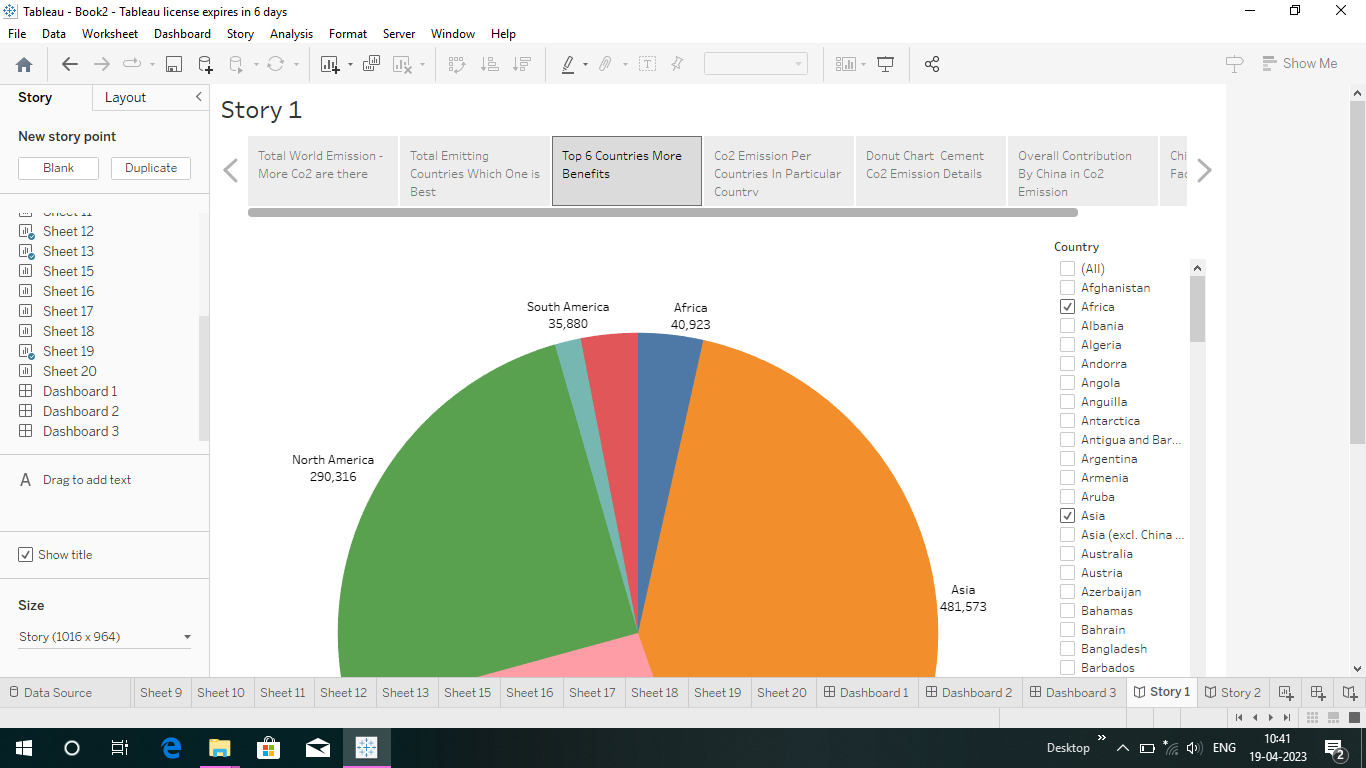 Tableau - Book2 - Tableau license expires in 6 days
File Data Worksheet Dashboard Story Analysis Format Server Window Help
Show Me
Story Layout
New story point
Blank Duplicate
Sheet 11
Sheet 12
Sheet 13
Sheet 15
Sheet 16
Sheet 17
Sheet 18
Sheet 19
Sheet 20
Dashboard 1
Dashboard 2
Dashboard 3
A Drag to add text
Show title
Size
Story (1016 x 964)
Story 1
Total World Emission -
More Co2 are there
Total Emitting
Countries Which One is
Best
Top 6 Countries More
Benefits
Co2 Emission Per
Countries In Particular
Country
Donut Chart Cement
Co2 Emission Details
Overall Contribution
By China in Co2
Emission
Chi
Fac
South America
35,880
Africa
40,923
North America
290,316
Asia
481,573
Country
(All)
Afghanistan
Africa
Albania
Algeria
Andorra
Angola
Anguilla
Antarctica
Antigua and Bar...
Argentina
Armenia
Aruba
Asia
Asia (excl. China ...
Australia
Austria
Azerbaijan
Bahamas
Bahrain
Bangladesh
Barbados
Data Source Sheet 9 Sheet 10 Sheet 11 Sheet 12 Sheet 13 Sheet 15 Sheet 16 Sheet 17 Sheet 18 Sheet 19 Sheet 20 Dashboard 1 Dashboard 2 Dashboard 3 Story 1 Story 2
Desktop ENG
10:41
19-04-2023
2